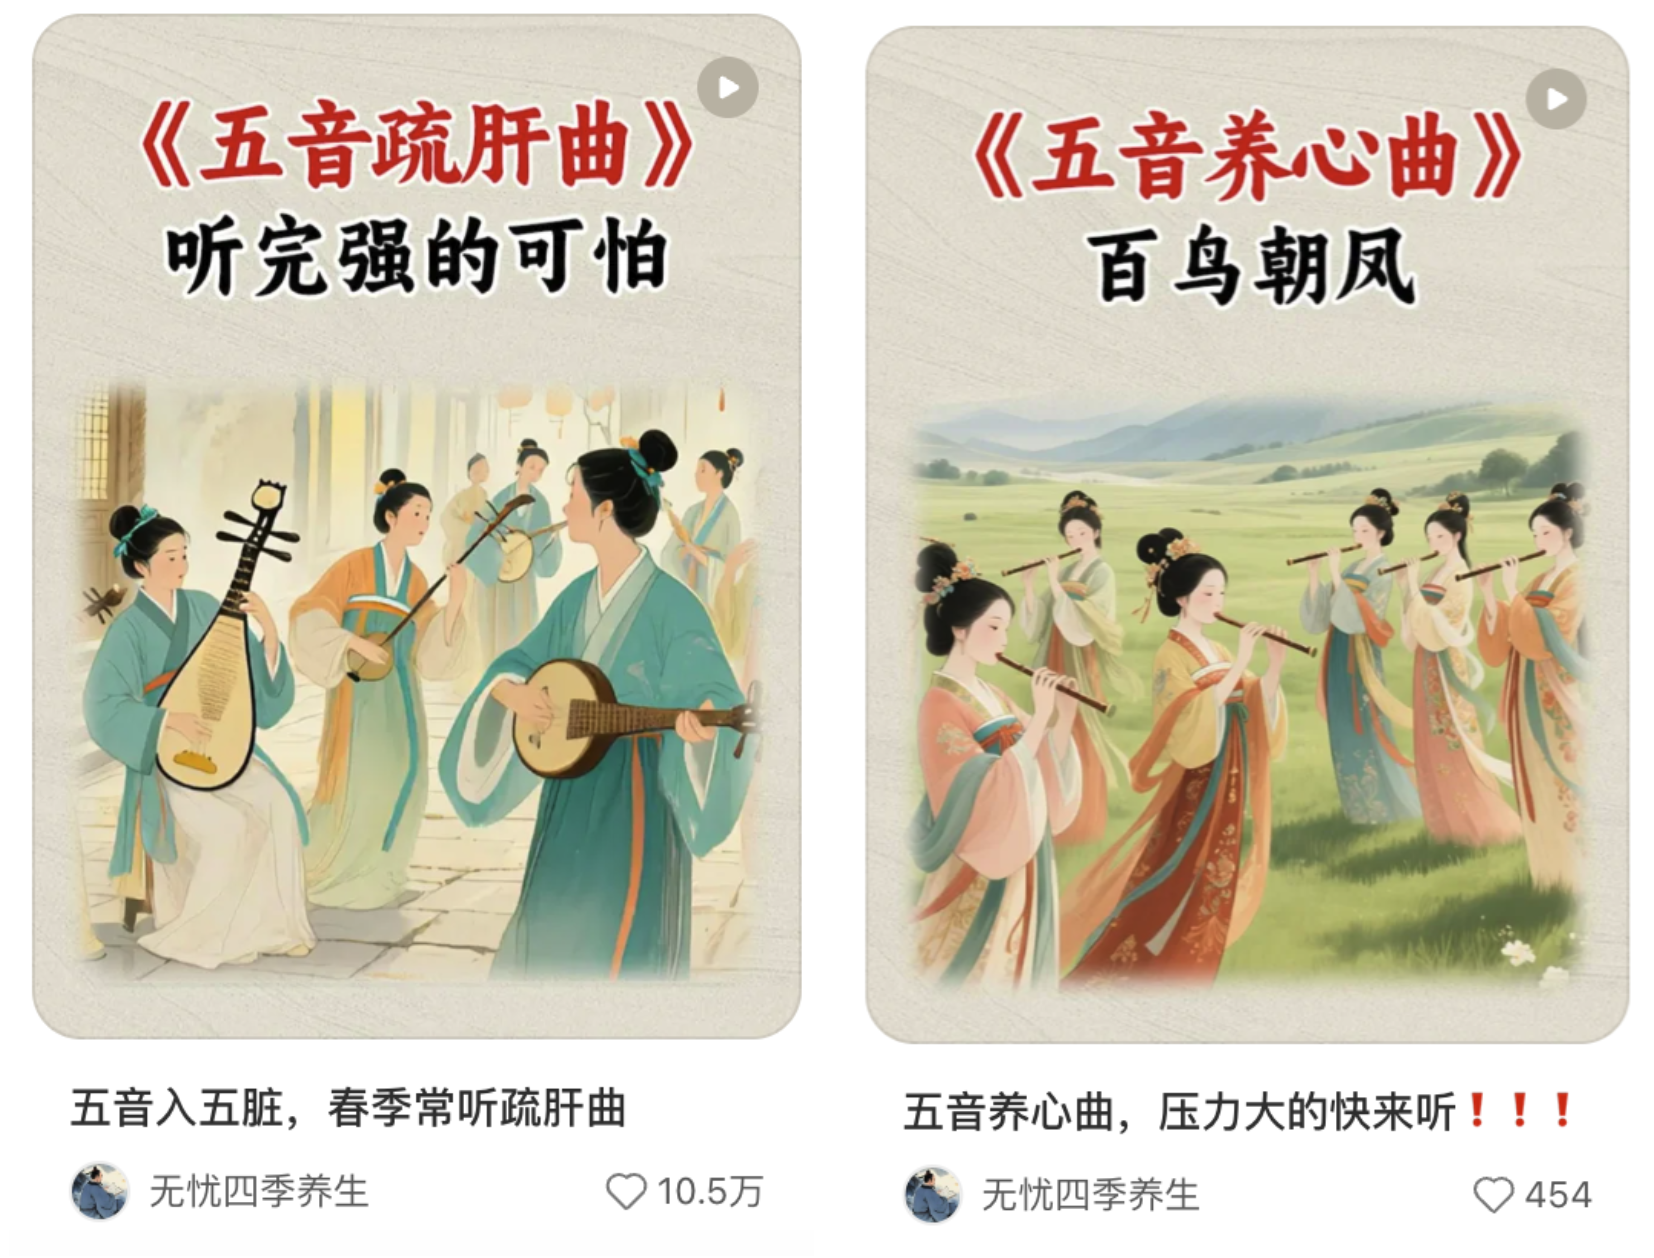 《五音疏肝曲》
听完强的可怕
五音入五脏，春季常听疏肝曲
无忧四季养生
10.5万
《五音养心曲》
百鸟朝凤
五音养心曲，压力大的快来听❗❗❗
无忧四季养生
454